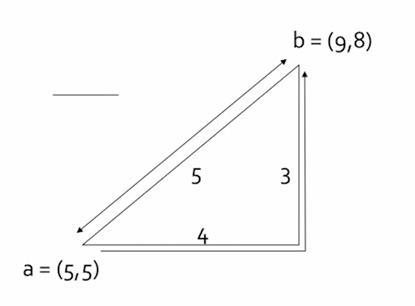 b = (9,8)
5
3
4
a = (5,5)